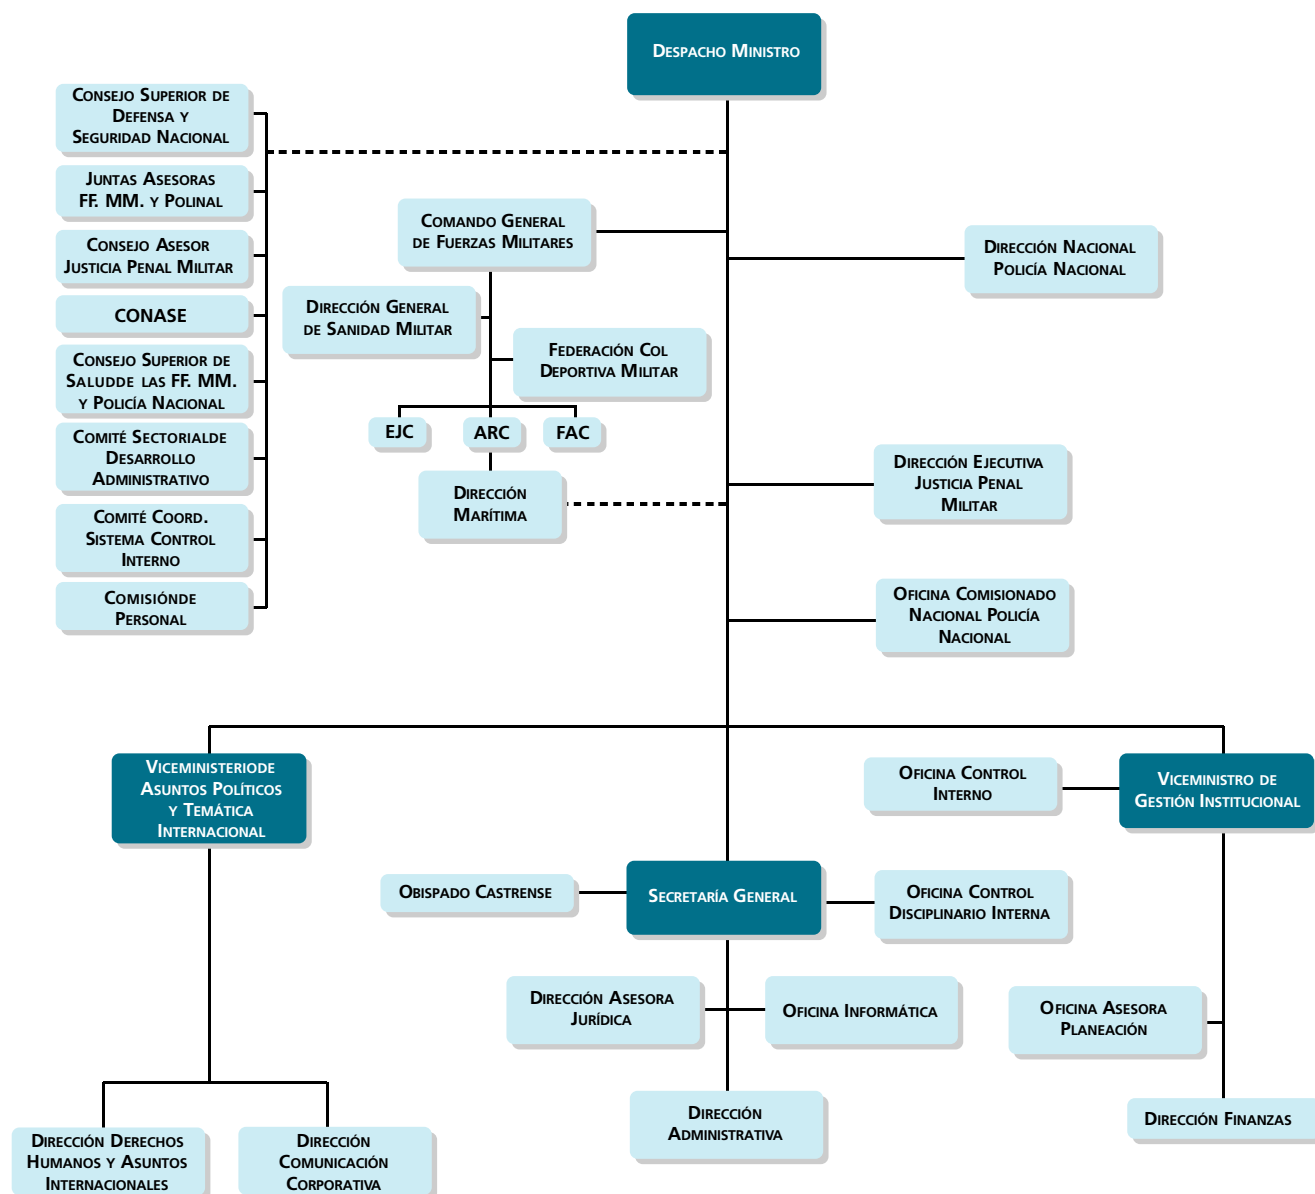 Despacho Ministro
Consejo Superior de
Defensa y
Seguridad Nacional
Juntas Asesoras
FF. MM. y Polinal
Consejo Asesor
Justicia Penal Militar
CONASE
Consejo Superior de
Saludde las FF. MM.
y Policía Nacional
Comité Sectorialde
Desarrollo
Administrativo
Comité Coord.
Sistema Control
Interno
Comisiónde
Personal
Comando General
de Fuerzas Militares
Dirección General
de Sanidad Militar
Federación Col
Deportiva Militar
EJC
ARC
FAC
Dirección
Marítima
Dirección Nacional
Policía Nacional
Dirección Ejecutiva
Justicia Penal
Militar
Oficina Comisionado
Nacional Policía
Nacional
Viceministeriode
Asuntos Políticos
y Temática
Internacional
Oficina Control
Interno
Viceministro de
Gestión Institucional
Obispado Castrense
Secretaría General
Oficina Control
Disciplinario Interna
Dirección Asesora
Jurídica
Oficina Informática
Oficina Asesora
Planeación
Dirección
Administrativa
Dirección Finanzas
Dirección Derechos
Humanos y Asuntos
Internacionales
Dirección
Comunicación
Corporativa